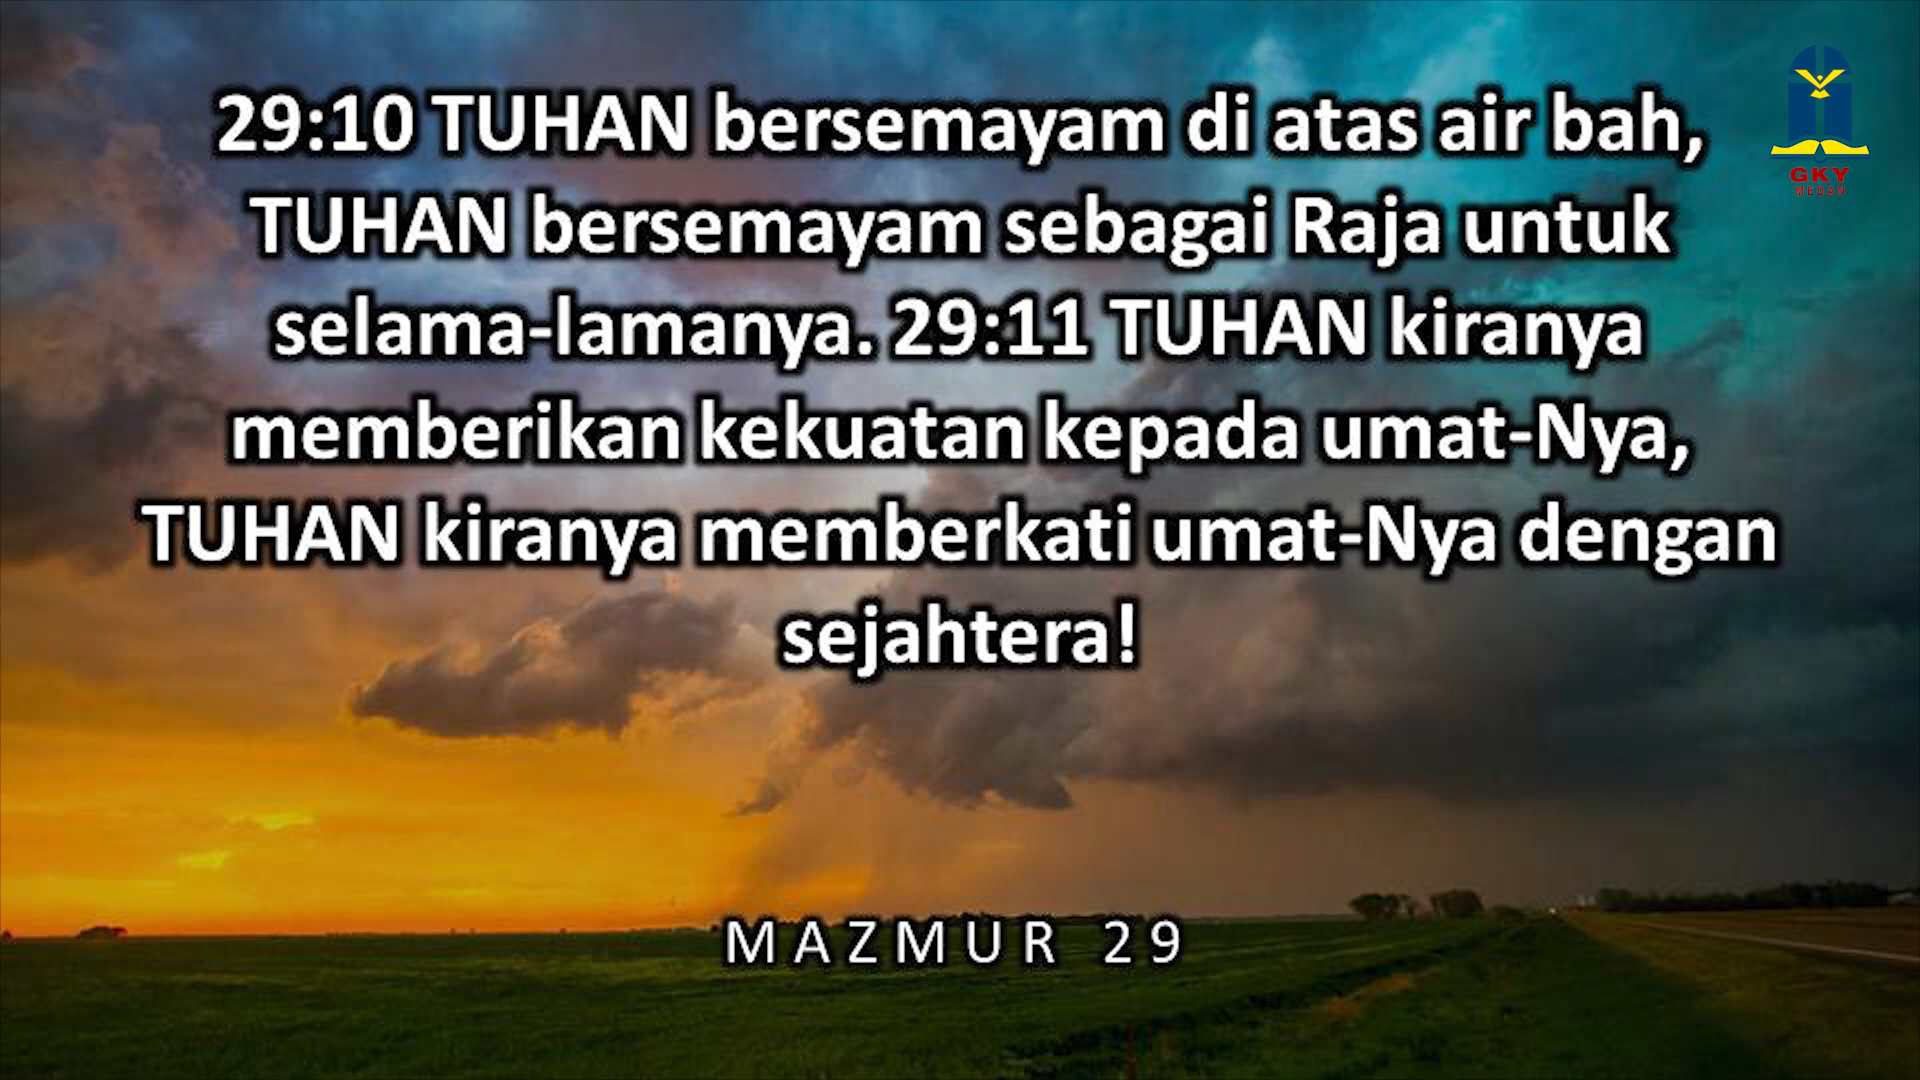 29:10 TUHAN bersemayam di atas air bah,
TUHAN bersemayam sebagai Raja untuk
selama-lamanya. 29:11 TUHAN kiranya
memberikan kekuatan kepada umat-Nya,
TUHAN kiranya memberkati umat-Nya dengan
sejahtera!
GKY
MEDAN
MAZMUR 29